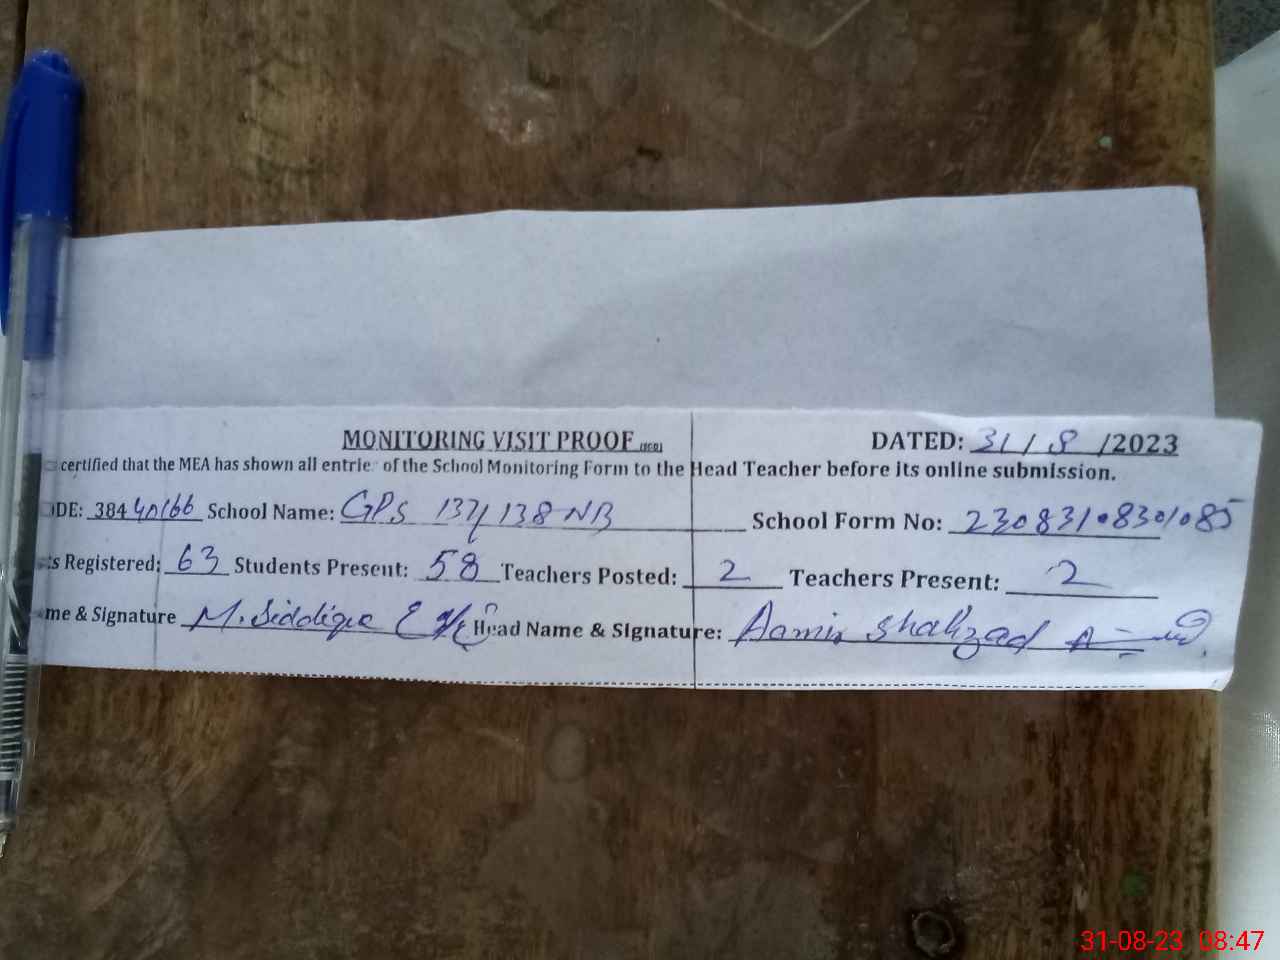 MONITORING VISIT PROOF DATED: 31/8/2023
certified that the MEA has shown all entrie of the School Monitoring Form to the Head Teacher before its online submission.
DE: 38440166 School Name: GPS 137/138 NB School Form No: 23083108301085
s Registered: 63 Students Present: 58 Teachers Posted: 2 Teachers Present: 2
me & Signature M. Siddique Head Name & Signature: Aamir Shahzad
31-08-23 08:47